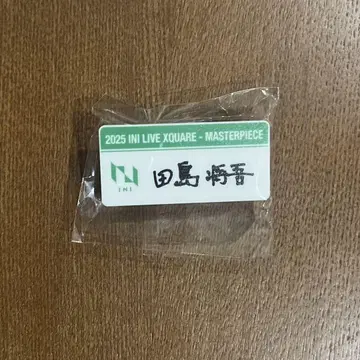 2025 INI LIVE XQUARE - MASTERPIECE
INI
田島 将吾